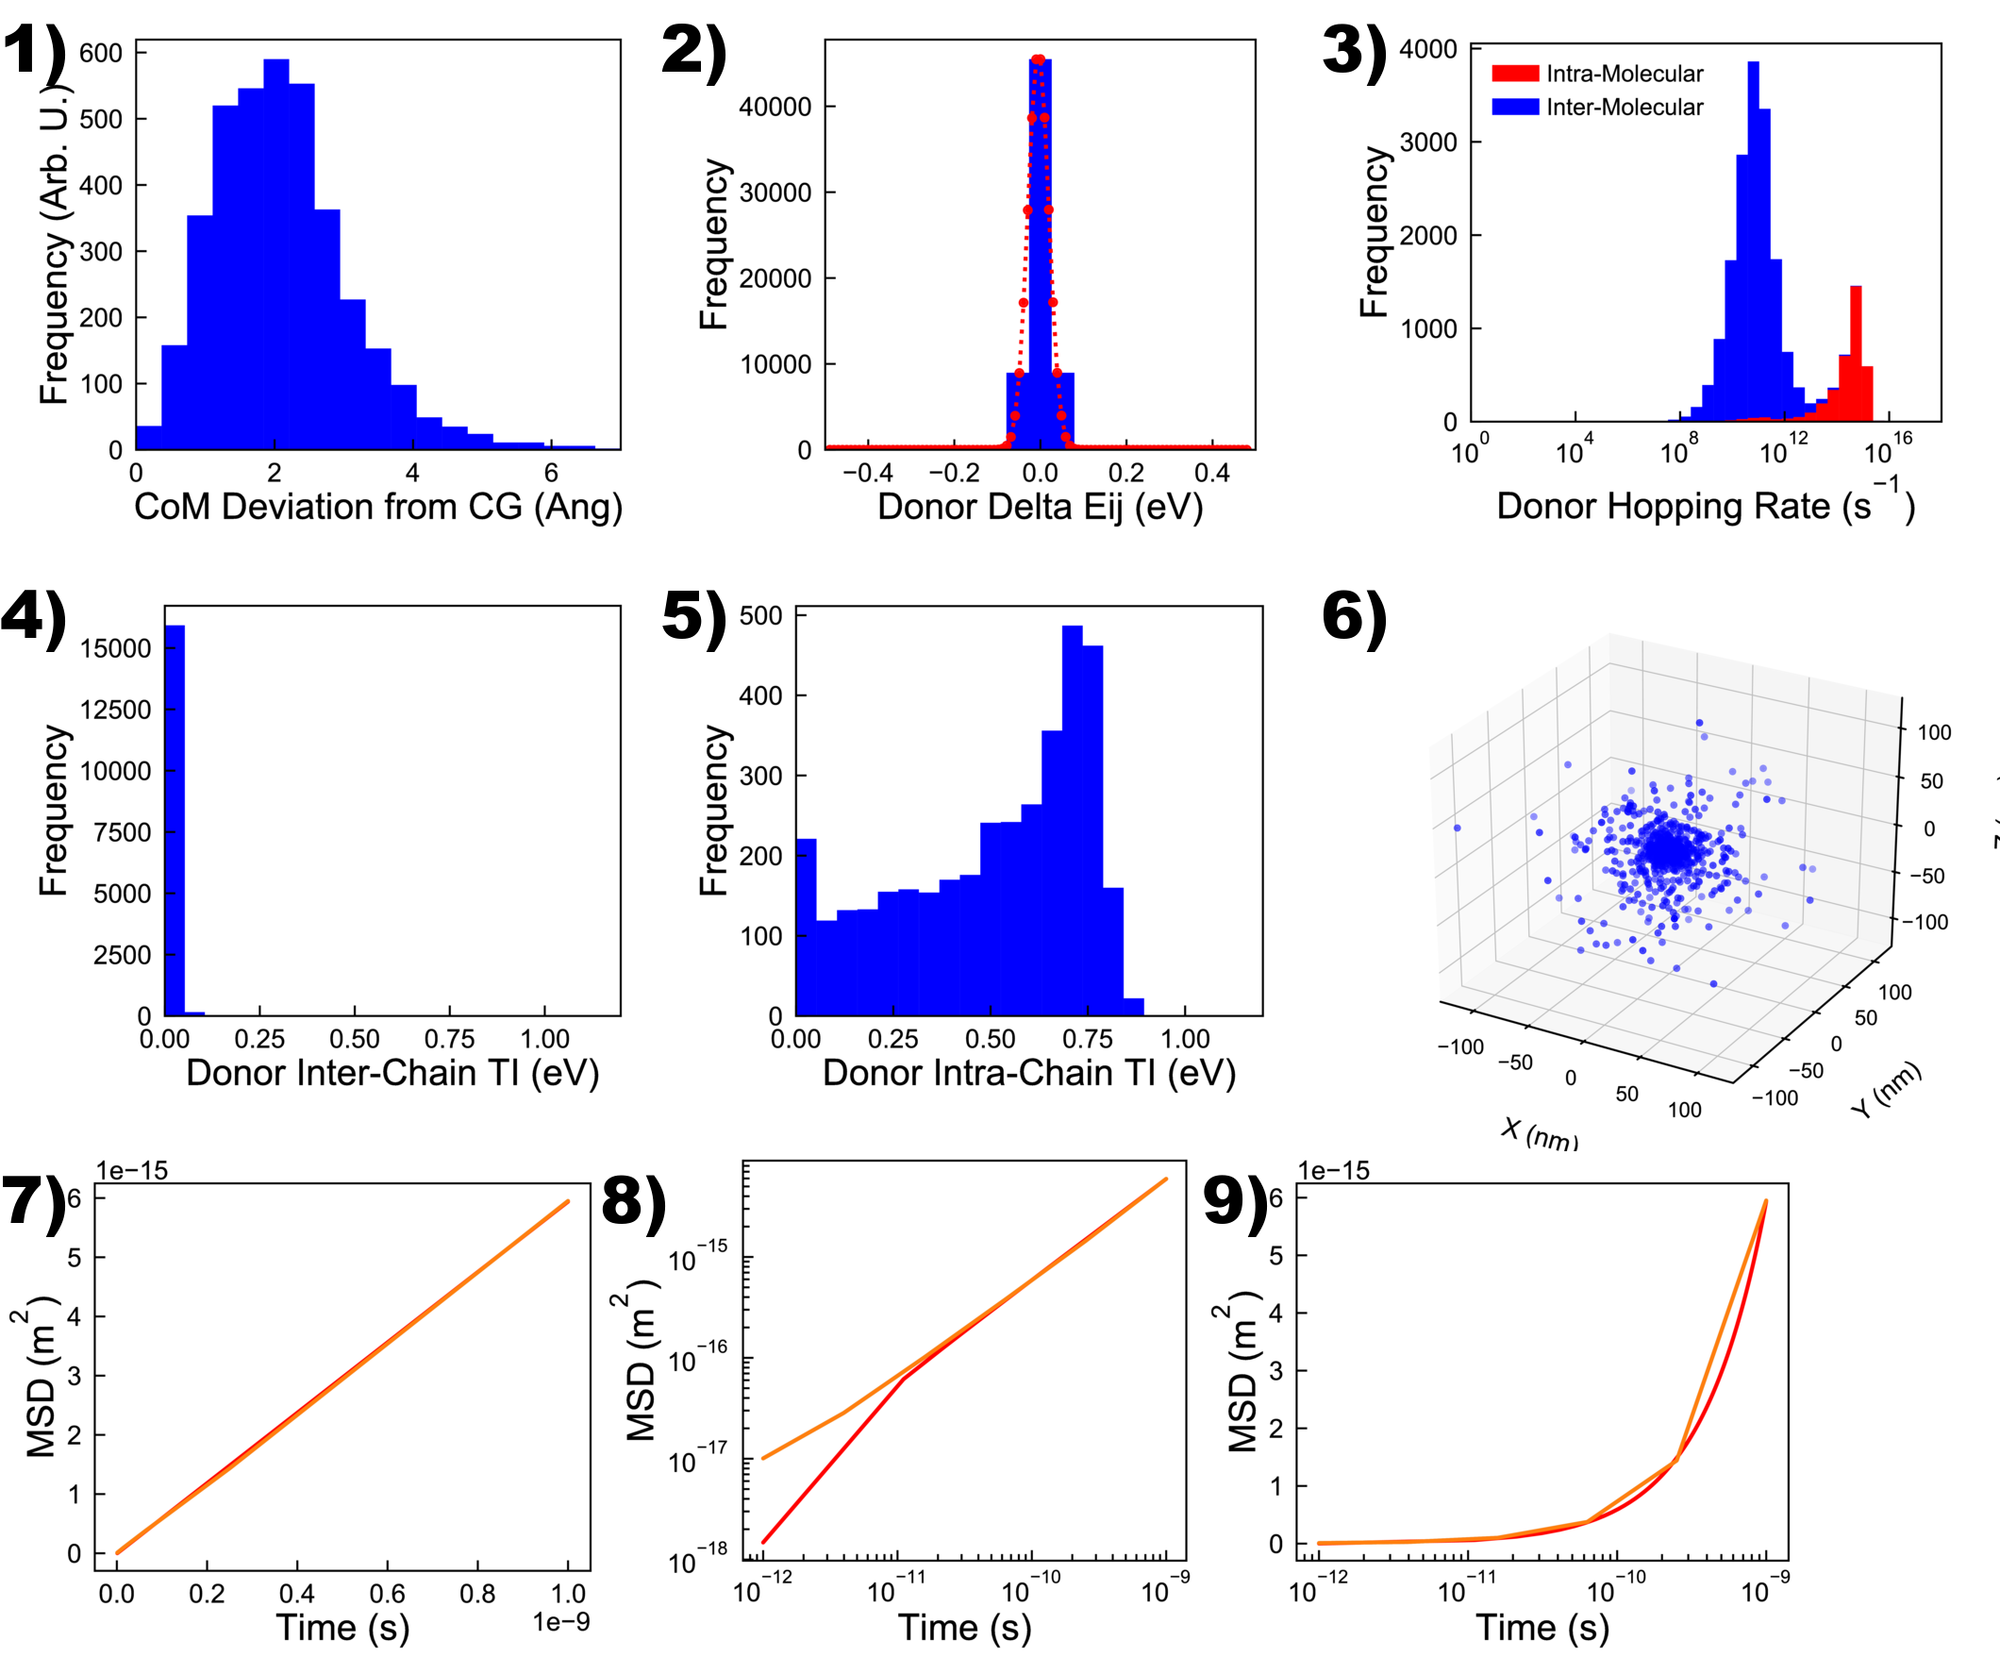 1)
600
500
400
300
200
100
0
Frequency (Arb. U.)
0 2 4 6
CoM Deviation from CG (Ang)
2)
40000
30000
20000
10000
0
Frequency
−0.4 −0.2 0.0 0.2 0.4
Donor Delta Eij (eV)
3)
4000
3000
2000
1000
0
Frequency
Intra-Molecular
Inter-Molecular
10^0 10^4 10^8 10^12 10^16
Donor Hopping Rate (s^−1)
4)
15000
12500
10000
7500
5000
2500
0
Frequency
0.00 0.25 0.50 0.75 1.00
Donor Inter-Chain TI (eV)
5)
500
400
300
200
100
0
Frequency
0.00 0.25 0.50 0.75 1.00
Donor Intra-Chain TI (eV)
6)
100
50
0
−50
−100
100
50
0
−50
−100
Y (nm)
−100 −50 0 50 100
X (nm)
7)
1e−15
6
5
4
3
2
1
0
MSD (m^2)
0.0 0.2 0.4 0.6 0.8 1.0
1e−9
Time (s)
8)
10^−15
10^−16
10^−17
10^−18
MSD (m^2)
10^−12 10^−11 10^−10 10^−9
Time (s)
9)
1e−15
6
5
4
3
2
1
0
MSD (m^2)
10^−12 10^−11 10^−10 10^−9
Time (s)